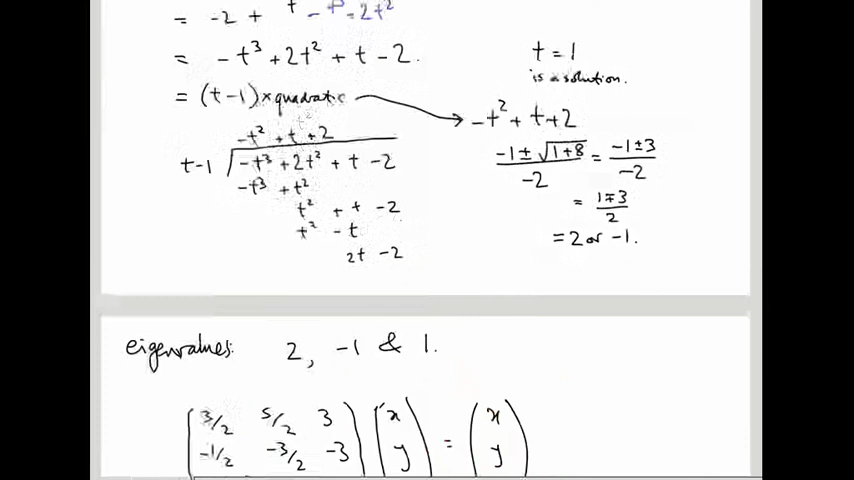 = -2 + t - t³ - 2t²
= -t³ + 2t² + t - 2.
t = 1
is a solution.
= (t-1) × quadratic
-t² + t + 2
-t² + t + 2
t-1 -t³ + 2t² + t - 2
-t³ + t²
t² + t - 2
t² - t
2t - 2
(-1 ± √(1+8))/-2 = (-1 ± 3)/-2
= (1 ∓ 3)/2
= 2 or -1.
eigenvalues: 2, -1 & 1.
3/2 5/2 3 x = x
-1/2 -3/2 -3 y y